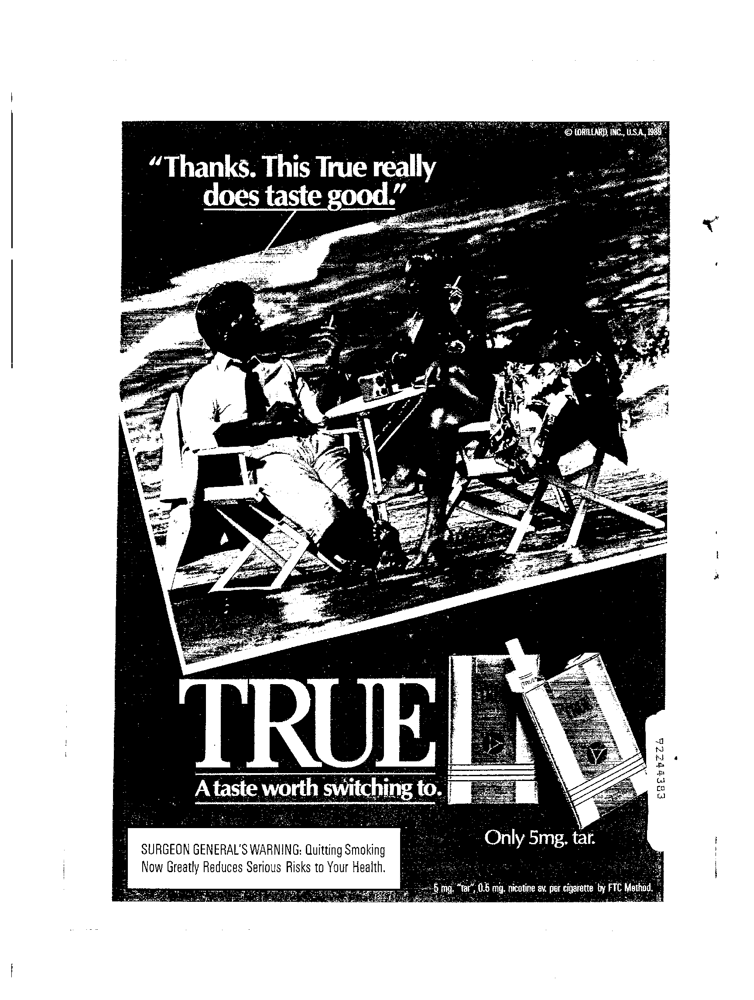 © LORILLARD, INC., U.S.A., 1989
“Thanks. This True really
does taste good.”
TRUE
A taste worth switching to.
Only 5mg. tar.
SURGEON GENERAL'S WARNING: Quitting Smoking
Now Greatly Reduces Serious Risks to Your Health.
5 mg. "tar", 0.5 mg. nicotine av. per cigarette by FTC Method.
92244383